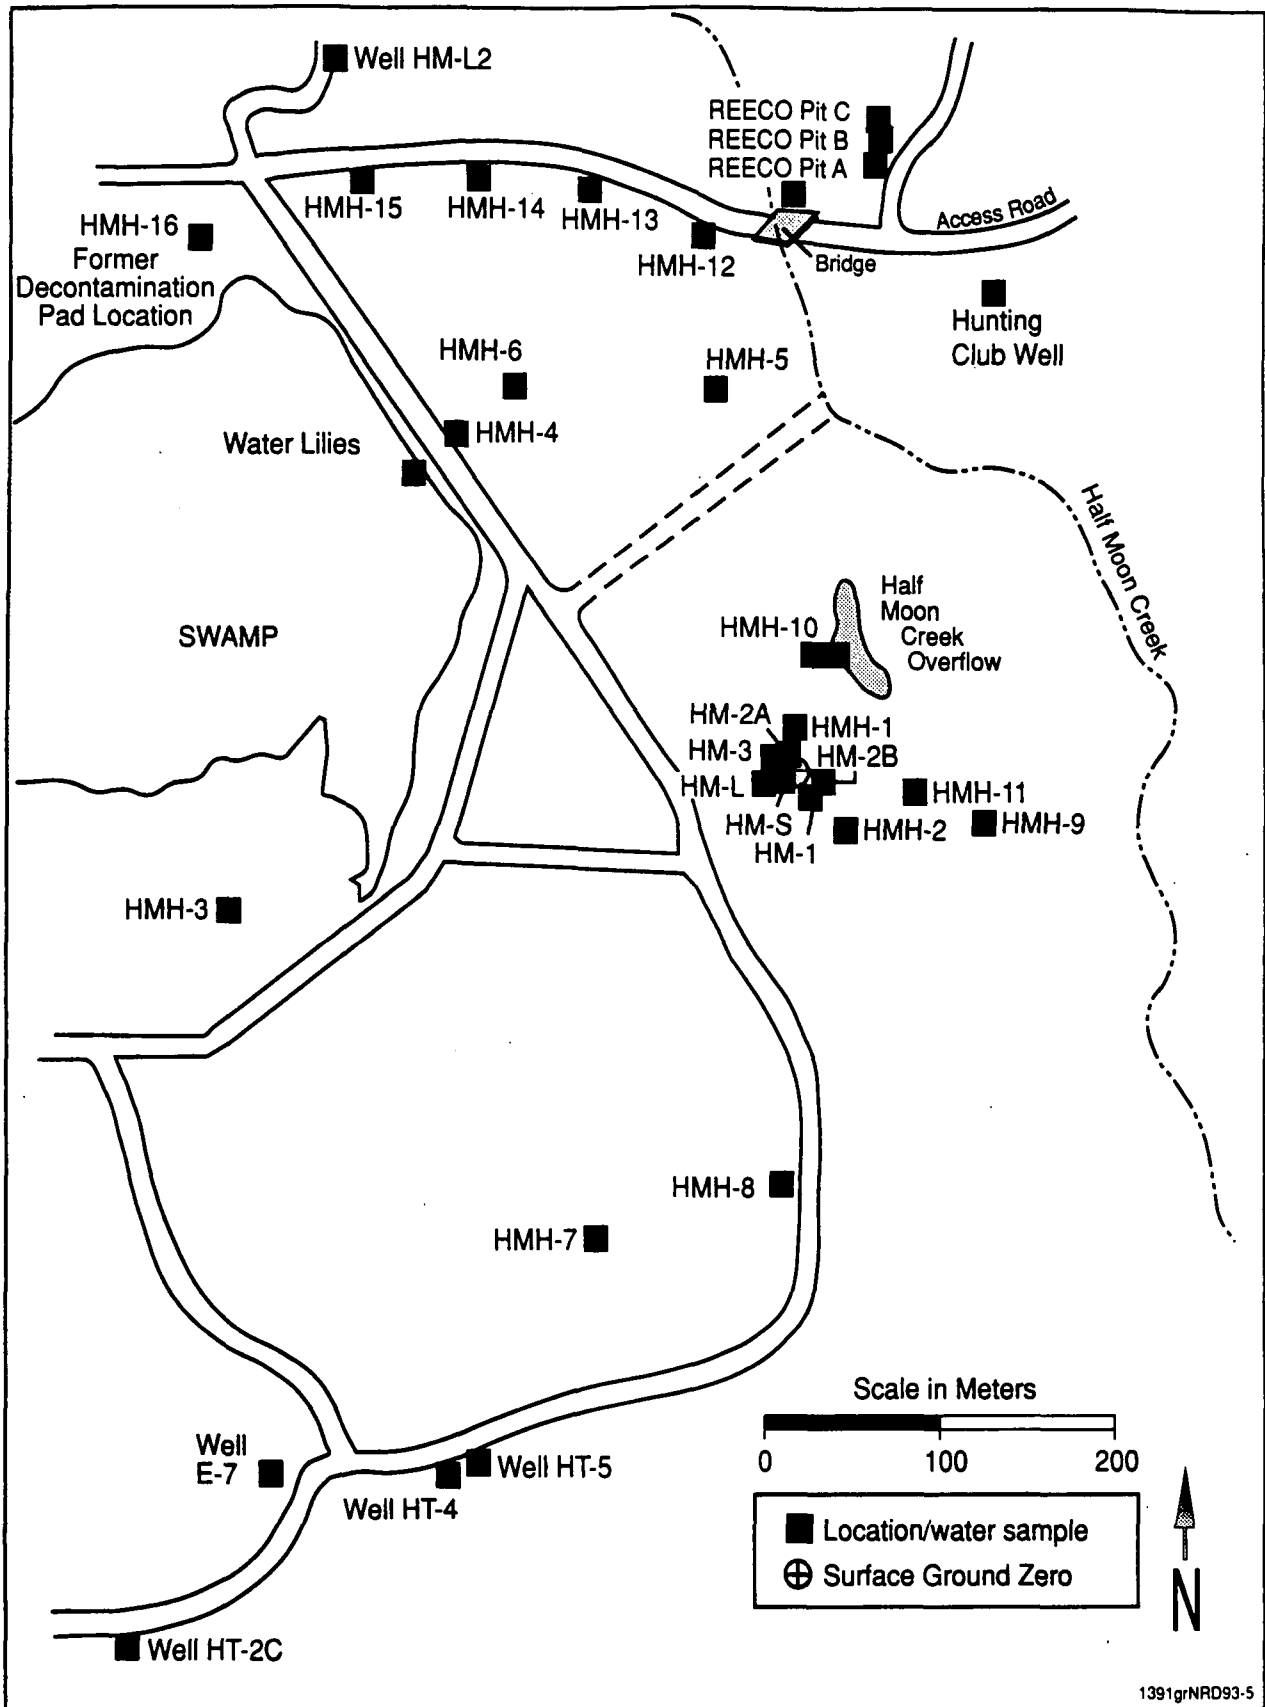 Well HM-L2
REECO Pit C
REECO Pit B
REECO Pit A
HMH-15
HMH-14
HMH-13
HMH-12
Access Road
Bridge
HMH-16
Former
Decontamination
Pad Location
Hunting
Club Well
HMH-6
HMH-5
HMH-4
Water Lilies
Half Moon Creek
SWAMP
Half
Moon
Creek
Overflow
HMH-10
HM-2A
HMH-1
HM-3
HM-2B
HM-L
HMH-11
HM-S
HMH-2
HMH-9
HM-1
HMH-3
HMH-8
HMH-7
Scale in Meters
0 100 200
Well
E-7
Well HT-5
Well HT-4
Location/water sample
Surface Ground Zero
N
Well HT-2C
1391grNRD93-5